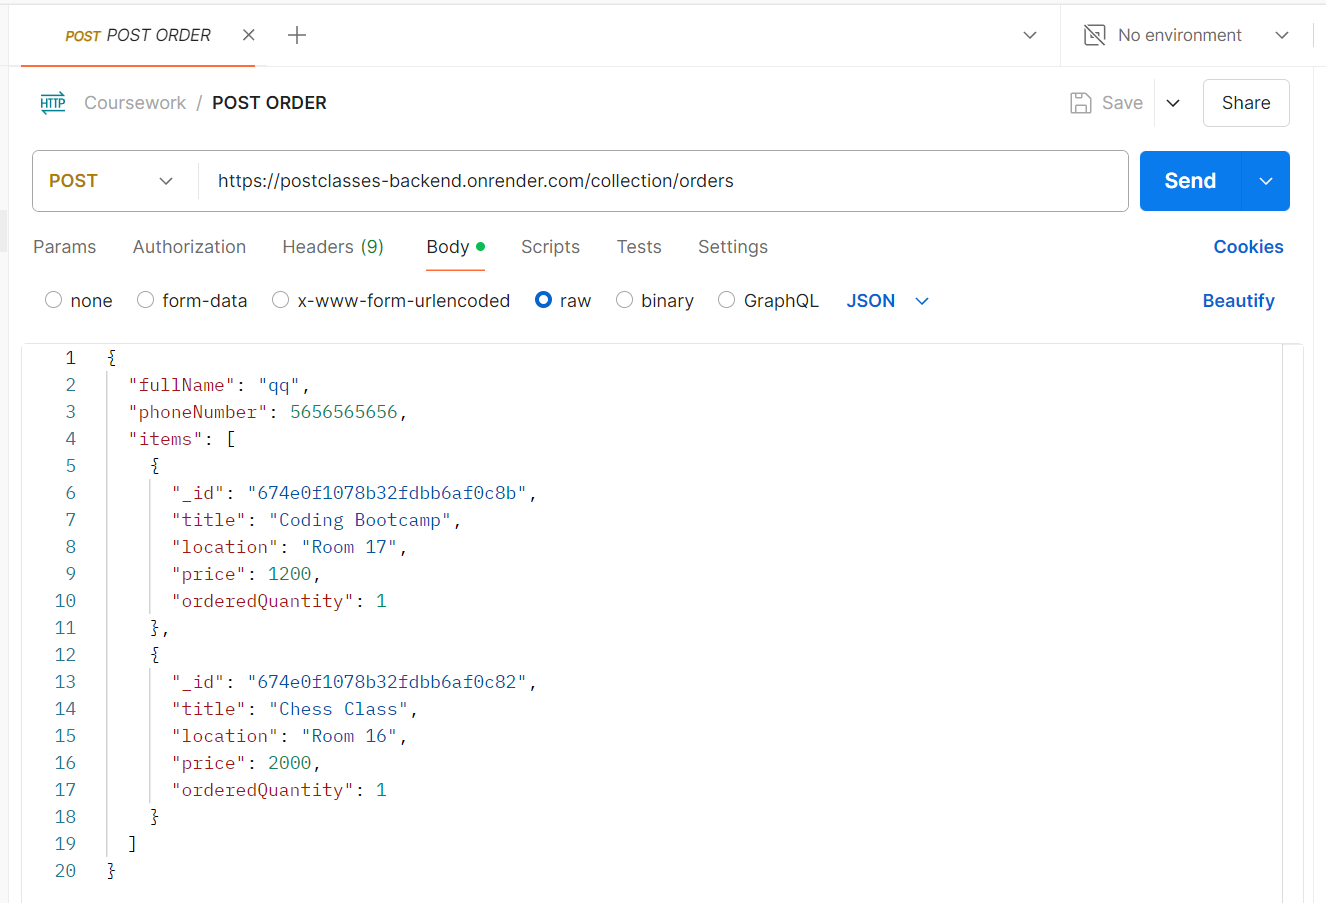 POST POST ORDER
No environment
HTTP Coursework / POST ORDER Save Share
POST https://postclasses-backend.onrender.com/collection/orders Send
Params Authorization Headers (9) Body Scripts Tests Settings Cookies
none form-data x-www-form-urlencoded raw binary GraphQL JSON Beautify
1 {
2 "fullName": "qq",
3 "phoneNumber": 5656565656,
4 "items": [
5 {
6 "_id": "674e0f1078b32fdbb6af0c8b",
7 "title": "Coding Bootcamp",
8 "location": "Room 17",
9 "price": 1200,
10 "orderedQuantity": 1
11 },
12 {
13 "_id": "674e0f1078b32fdbb6af0c82",
14 "title": "Chess Class",
15 "location": "Room 16",
16 "price": 2000,
17 "orderedQuantity": 1
18 }
19 ]
20 }